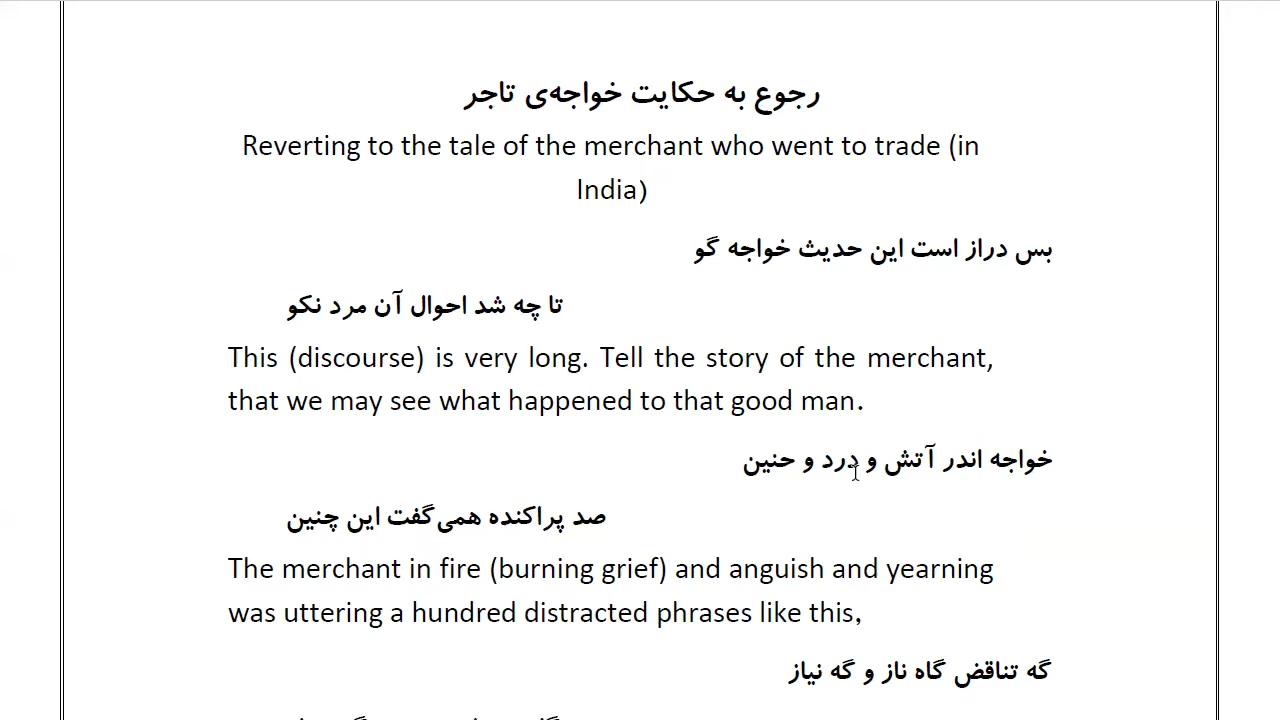 رجوع به حکایت خواجه‌ی تاجر
Reverting to the tale of the merchant who went to trade (in
India)
بس دراز است این حدیث خواجه گو
تا چه شد احوال آن مرد نکو
This (discourse) is very long. Tell the story of the merchant,
that we may see what happened to that good man.
خواجه اندر آتش و درد و حنین
صد پراکنده همی‌گفت این چنین
The merchant in fire (burning grief) and anguish and yearning
was uttering a hundred distracted phrases like this,
گه تناقض گاه ناز و گه نیاز